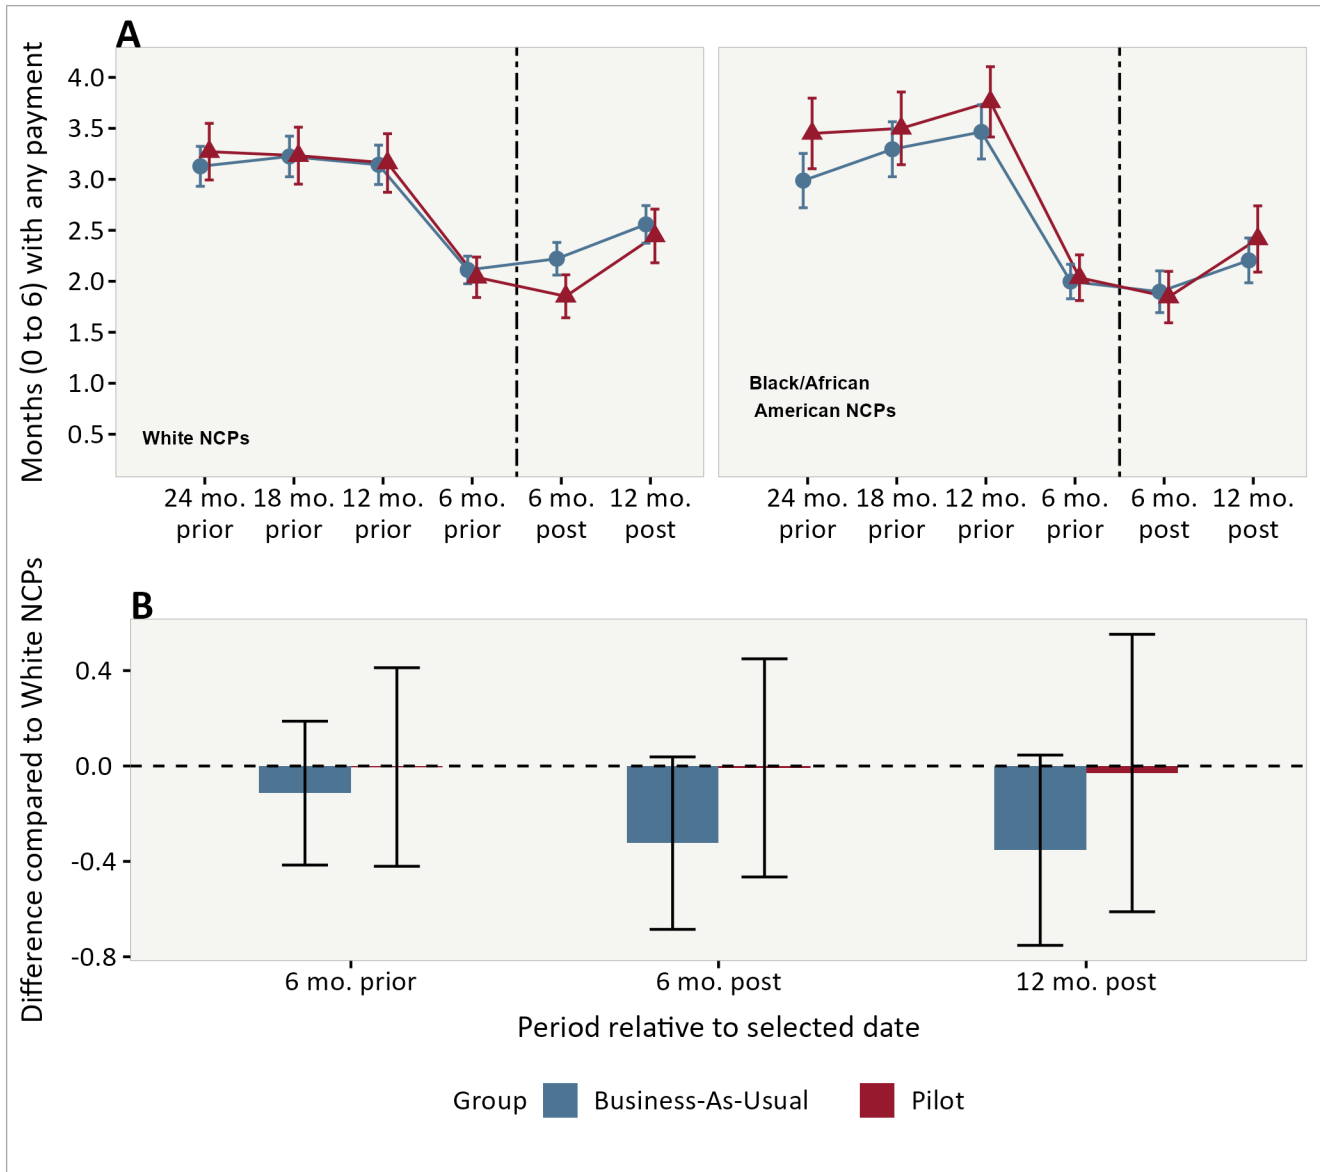 A
Months (0 to 6) with any payment
4.0
3.5
3.0
2.5
2.0
1.5
1.0
0.5
White NCPs
Black/African
American NCPs
24 mo. 18 mo. 12 mo. 6 mo. 6 mo. 12 mo.
prior prior prior prior post post
24 mo. 18 mo. 12 mo. 6 mo. 6 mo. 12 mo.
prior prior prior prior post post
B
Difference compared to White NCPs
0.4
0.0
-0.4
-0.8
6 mo. prior
6 mo. post
12 mo. post
Period relative to selected date
Group Business-As-Usual Pilot